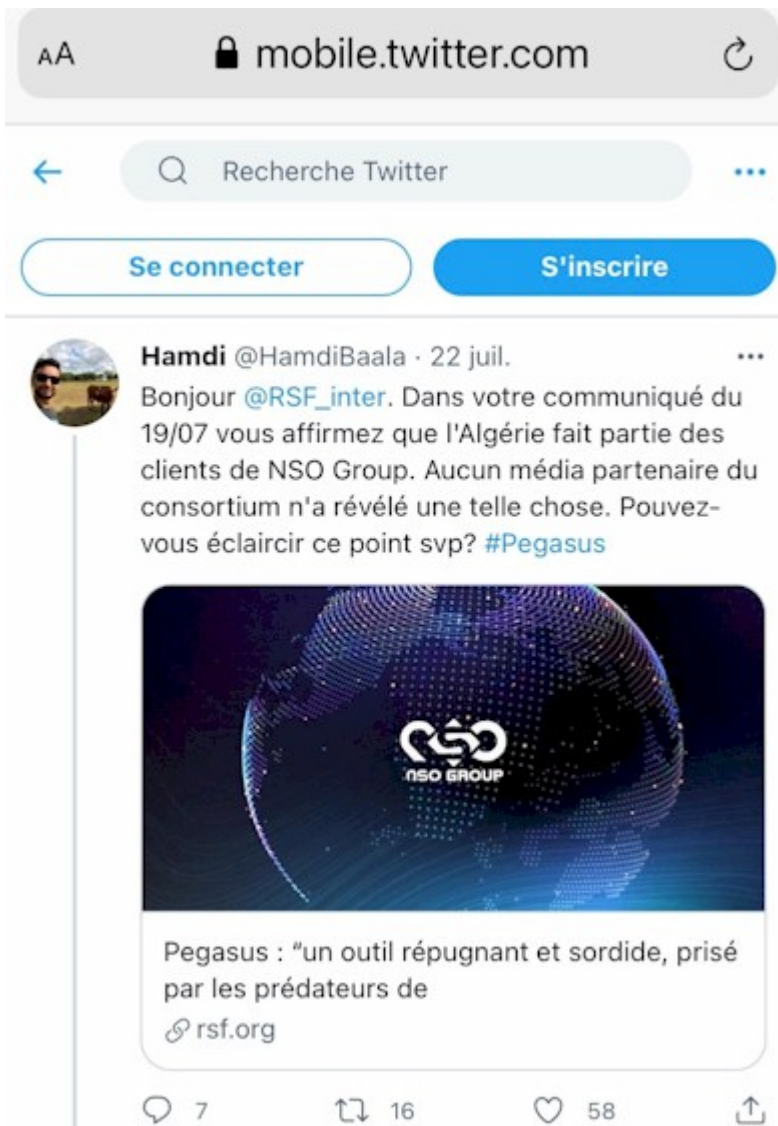 AA mobile.twitter.com
Recherche Twitter
Se connecter S'inscrire
Hamdi @HamdiBaala · 22 juil.
Bonjour @RSF_inter. Dans votre communiqué du
19/07 vous affirmez que l'Algérie fait partie des
clients de NSO Group. Aucun média partenaire du
consortium n'a révélé une telle chose. Pouvez-
vous éclaircir ce point svp? #Pegasus
nso
NSO GROUP
Pegasus : “un outil répugnant et sordide, prisé
par les prédateurs de
rsf.org
7 16 58